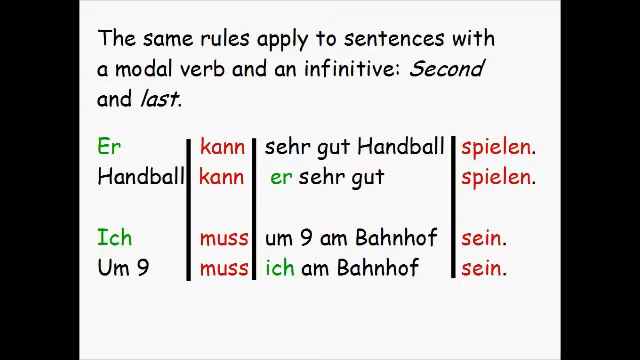 The same rules apply to sentences with
a modal verb and an infinitive: Second
and last.
Er kann sehr gut Handball spielen.
Handball kann er sehr gut spielen.
Ich muss um 9 am Bahnhof sein.
Um 9 muss ich am Bahnhof sein.